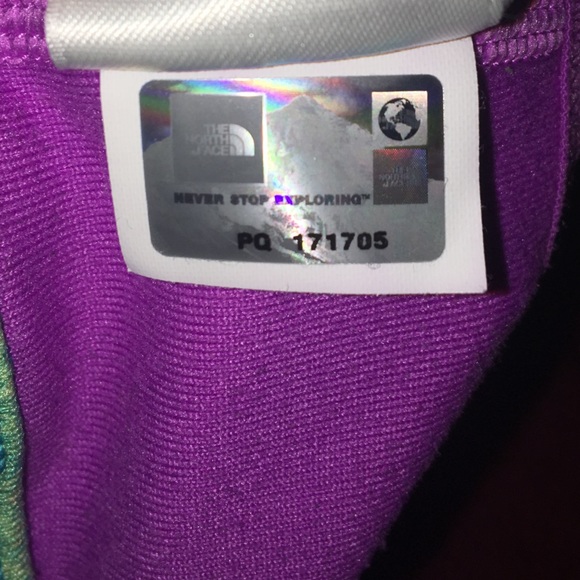 THE
NORTH
FACE
NEVER STOP EXPLORING™
PQ 171705